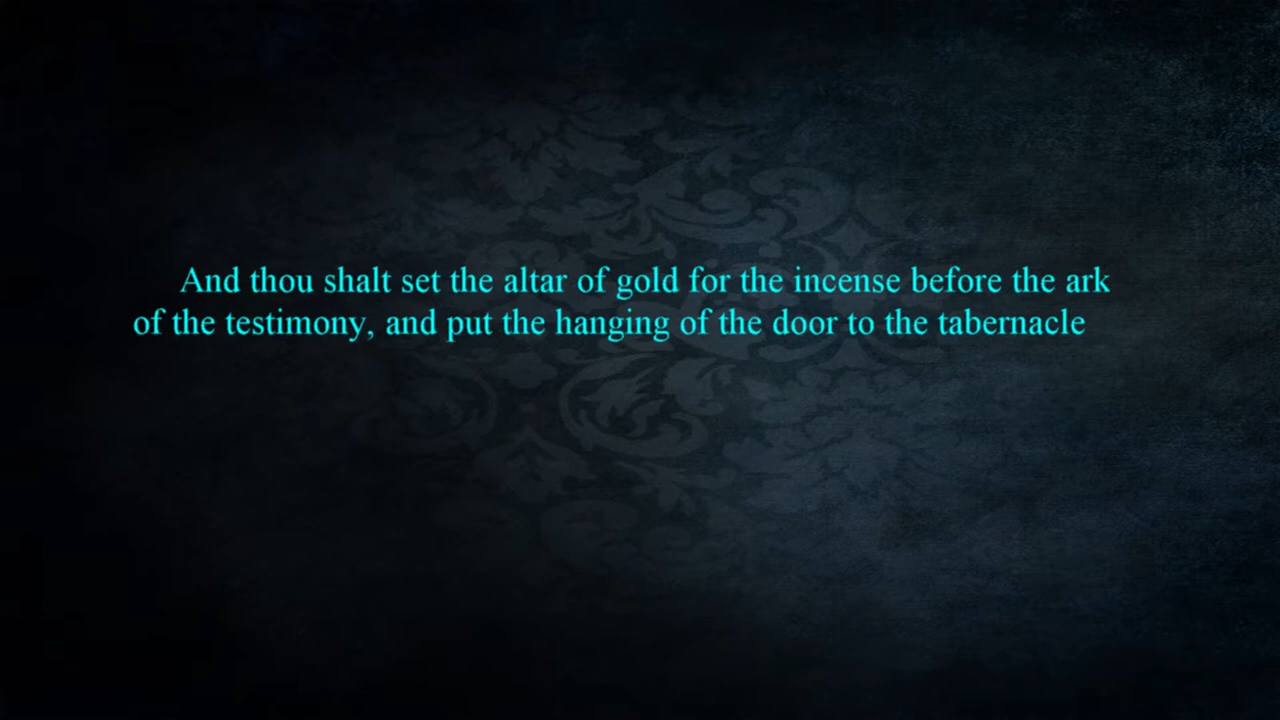 And thou shalt set the altar of gold for the incense before the ark
of the testimony, and put the hanging of the door to the tabernacle